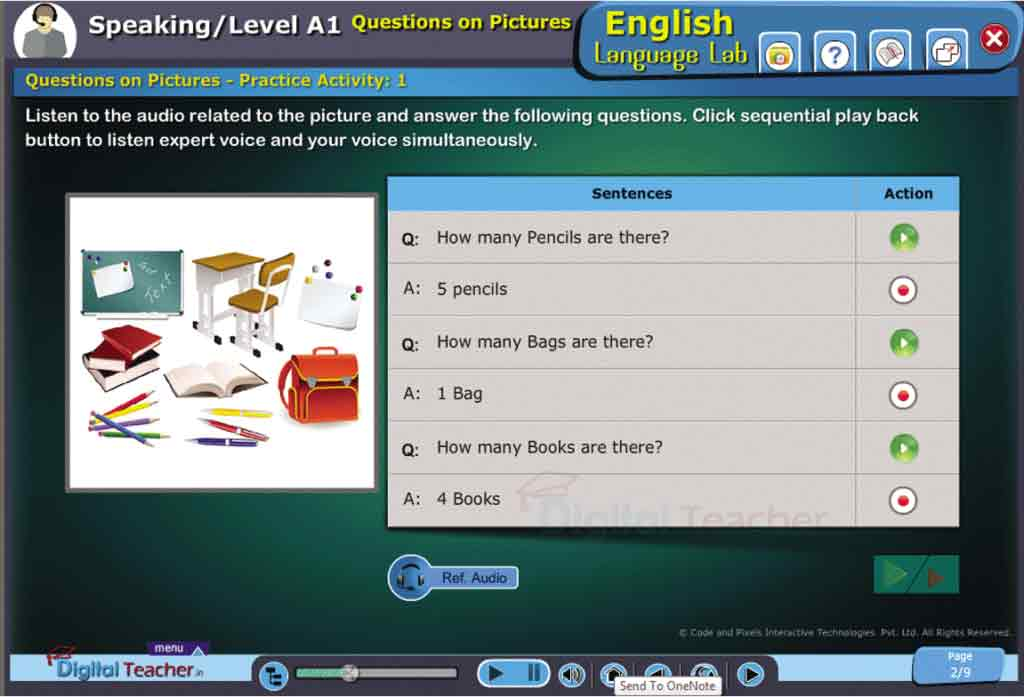 Speaking/Level A1 Questions on Pictures
English
Language Lab
?
Questions on Pictures - Practice Activity: 1
Listen to the audio related to the picture and answer the following questions. Click sequential play back
button to listen expert voice and your voice simultaneously.
Sentences Action
Q: How many Pencils are there?
A: 5 pencils
Q: How many Bags are there?
A: 1 Bag
Q: How many Books are there?
A: 4 Books
Text
Digital Teacher
Ref. Audio
© Code and Pixels Interactive Technologies. Pvt. Ltd. All Rights Reserved.
menu
Digital Teacher.in
Send To OneNote
Page
2/9